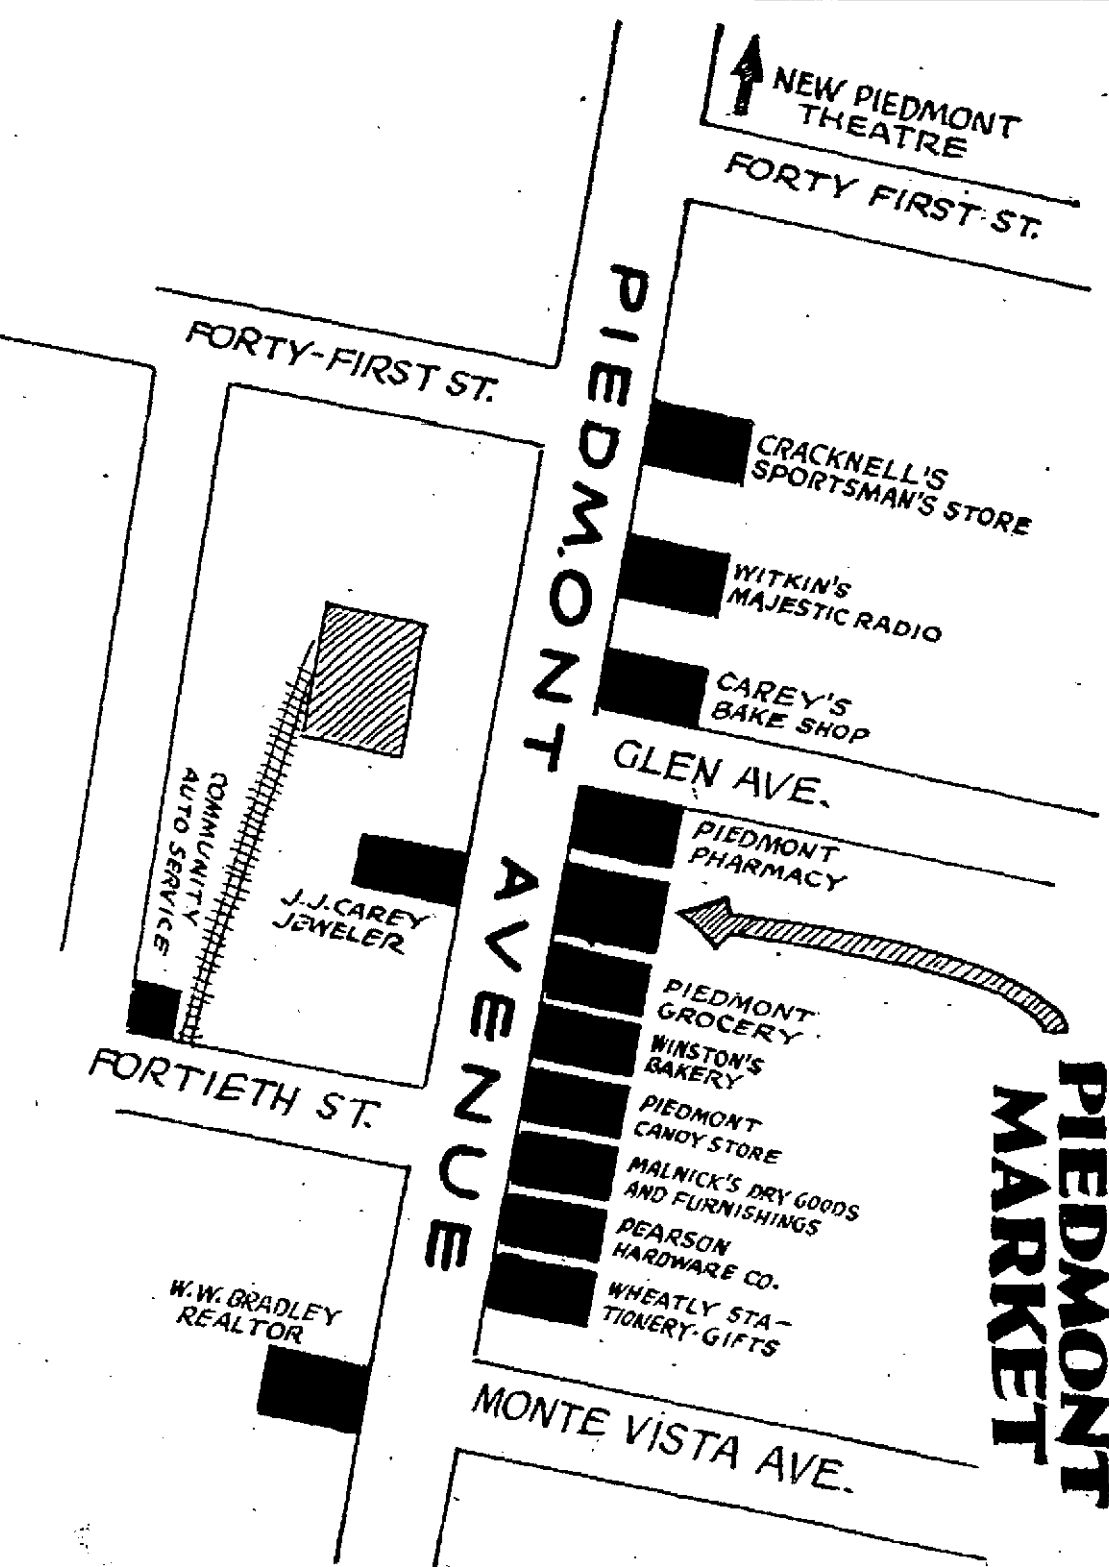 NEW PIEDMONT
THEATRE
FORTY FIRST ST.
FORTY-FIRST ST.
PIEDMONT AVENUE
CRACKNELL'S
SPORTSMAN'S STORE
WITKIN'S
MAJESTIC RADIO
CAREY'S
BAKE SHOP
GLEN AVE.
PIEDMONT
PHARMACY
COMMUNITY
AUTO SERVICE
J.J. CAREY
JEWELER
PIEDMONT
GROCERY
WINSTON'S
BAKERY
PIEDMONT
CANDY STORE
MALNICK'S DRY GOODS
AND FURNISHINGS
PEARSON
HARDWARE CO.
WHEATLY STA-
TIONERY-GIFTS
PIEDMONT
MARKET
FORTIETH ST.
W.W. BRADLEY
REALTOR
MONTE VISTA AVE.